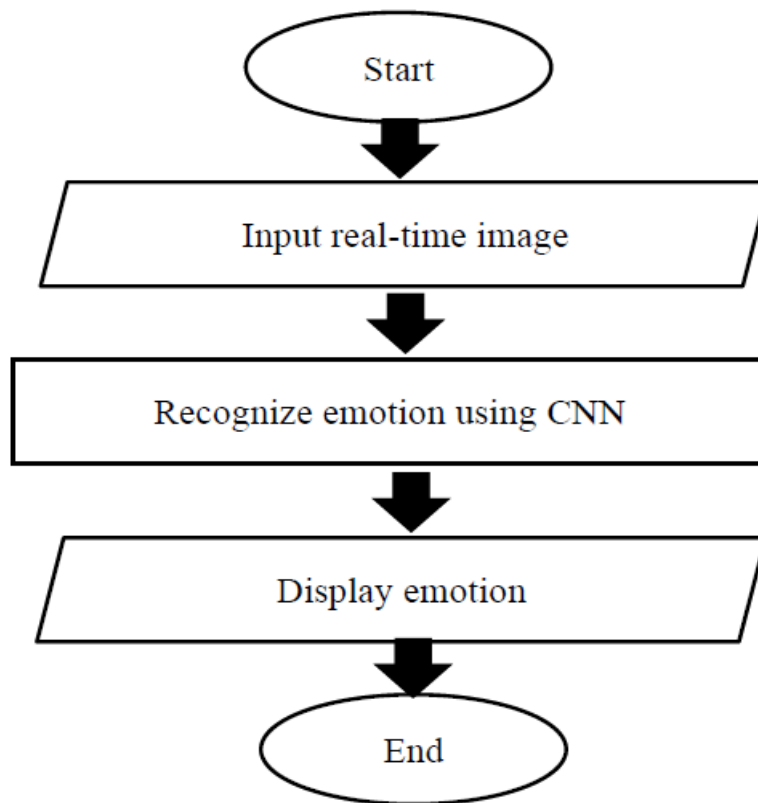 Start
Input real-time image
Recognize emotion using CNN
Display emotion
End